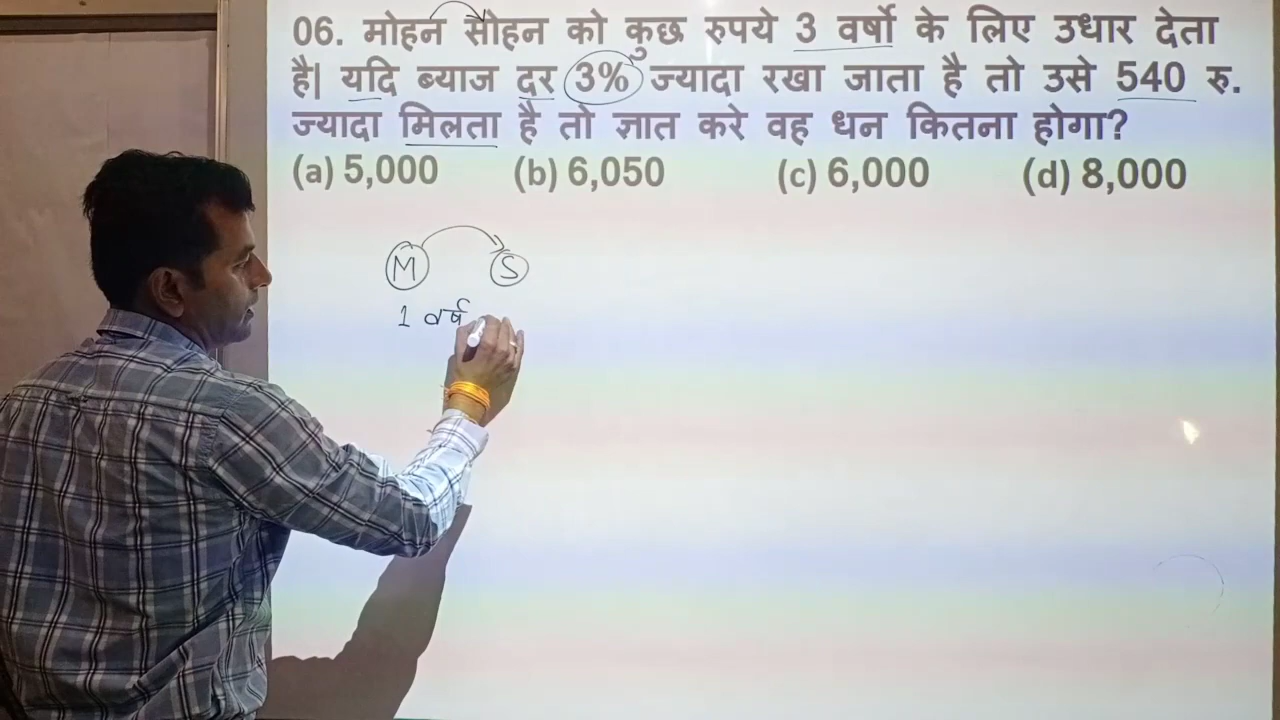 06. मोहन सोहन को कुछ रुपये 3 वर्षो के लिए उधार देता
है| यदि ब्याज दर 3% ज्यादा रखा जाता है तो उसे 540 रु.
ज्यादा मिलता है तो ज्ञात करे वह धन कितना होगा?
(a) 5,000 (b) 6,050 (c) 6,000 (d) 8,000
M S
1 वर्ष